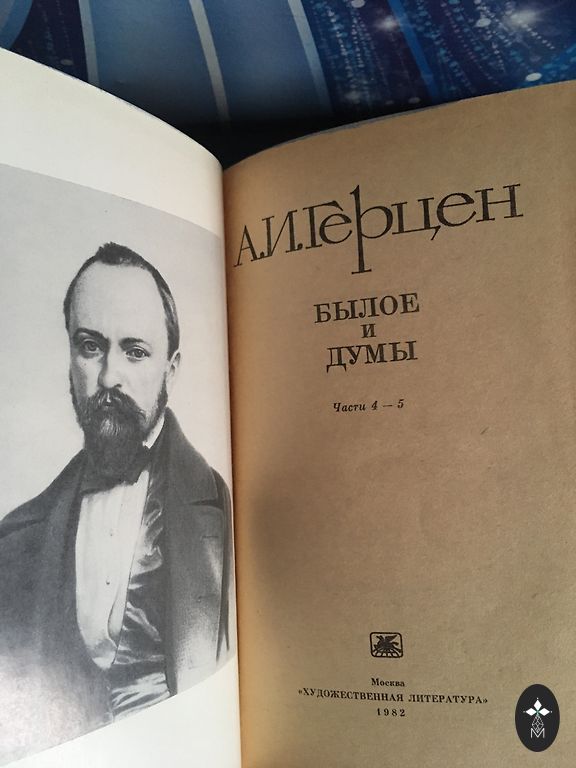 А.И.Герцен
БЫЛОЕ
И
ДУМЫ
Части 4 — 5
Москва
«ХУДОЖЕСТВЕННАЯ ЛИТЕРАТУРА»
1982
М